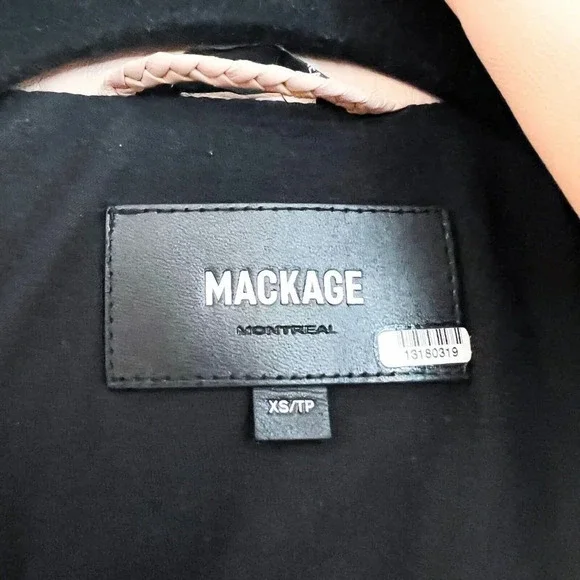 MACKAGE
MONTREAL
13180319
XS/TP